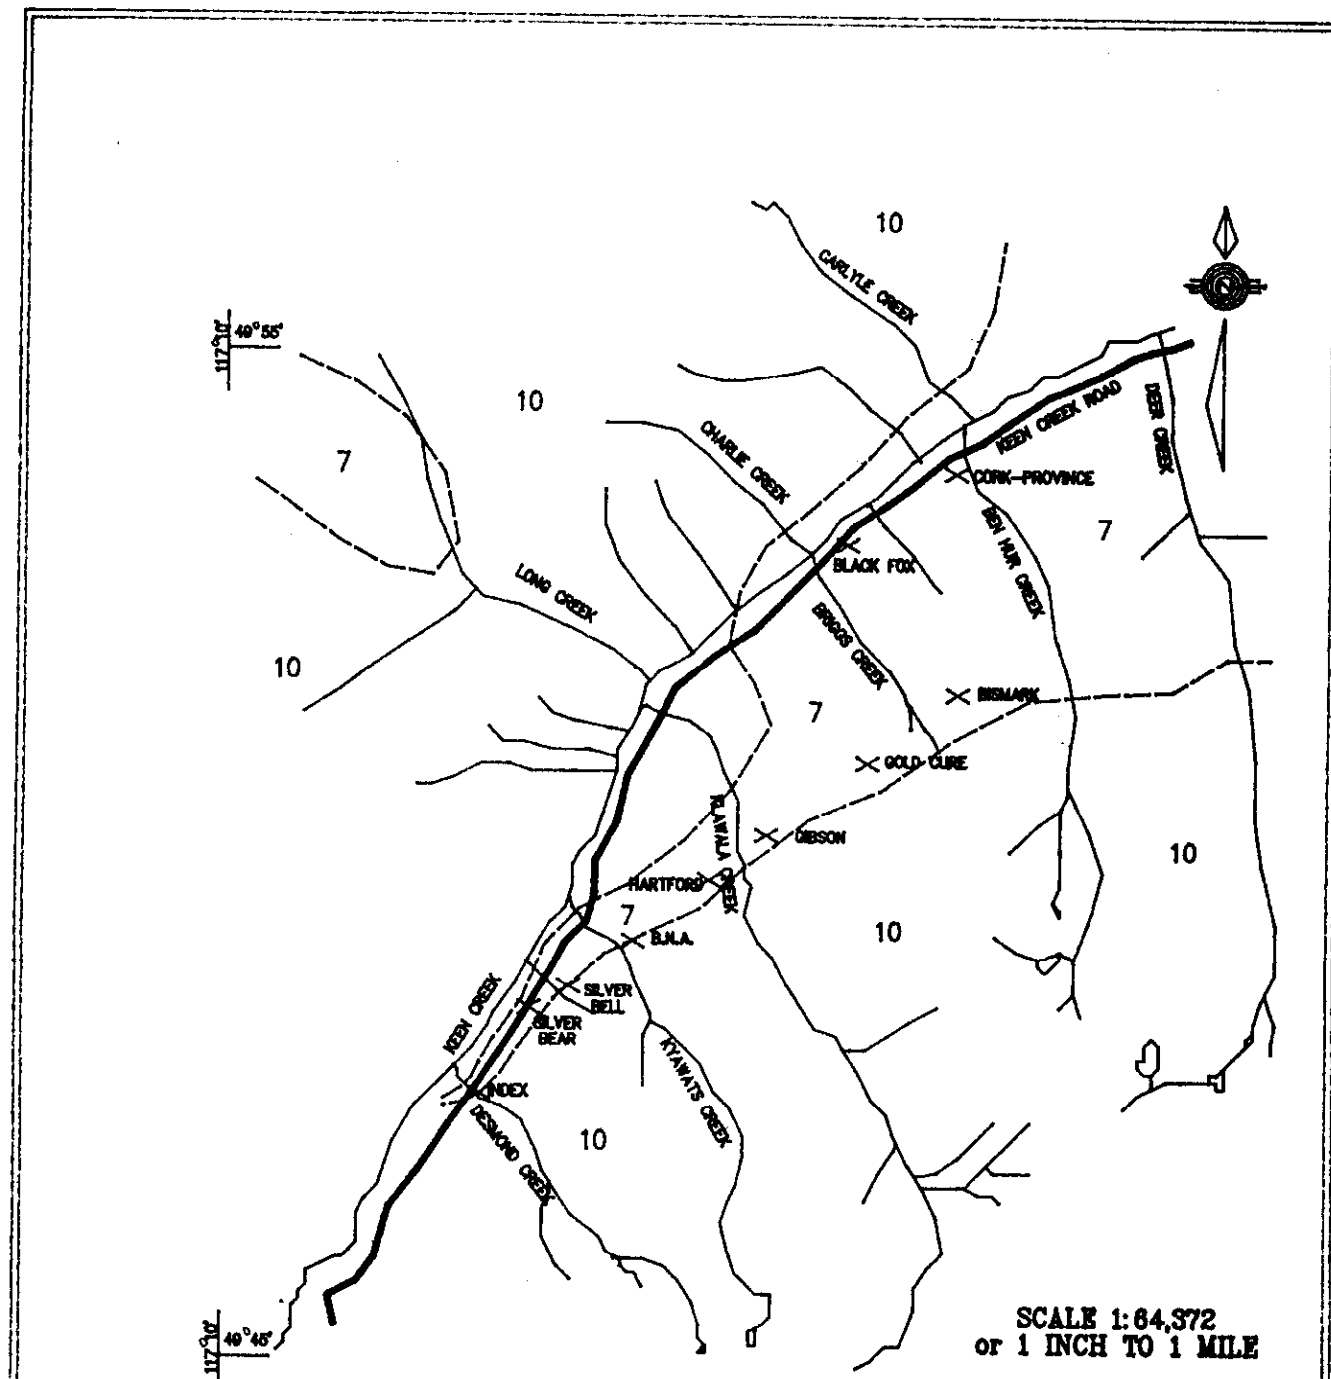 10
CARLYLE CREEK
117°10'
49°55'
10
KEEN CREEK ROAD
DEER CREEK
CHARLIE CREEK
7
CORK-PROVINCE
7
BEN HUR CREEK
BLACK FOX
LONG CREEK
BRIGGS CREEK
10
BISMARK
7
GOLD CURE
KLAWALA CREEK
GIBSON
10
HARTFORD
7
10
B.N.A.
SILVER
BELL
KEEN CREEK
SILVER
BEAR
INDEX
KYAWATS CREEK
DESMOND CREEK
10
SCALE 1:64,372
or 1 INCH TO 1 MILE
117°10'
49°45'